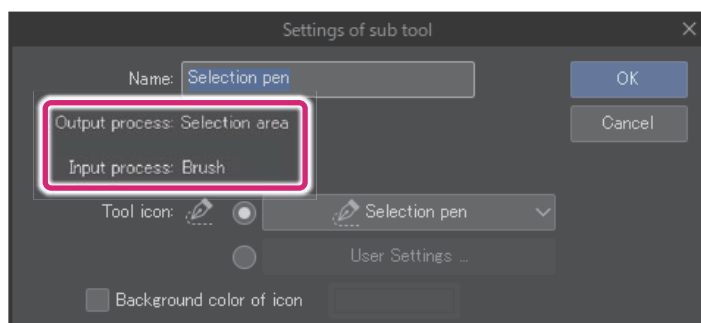 Settings of sub tool
Name: Selection pen
OK
Output process: Selection area
Cancel
Input process: Brush
Tool icon: Selection pen
User Settings ...
Background color of icon